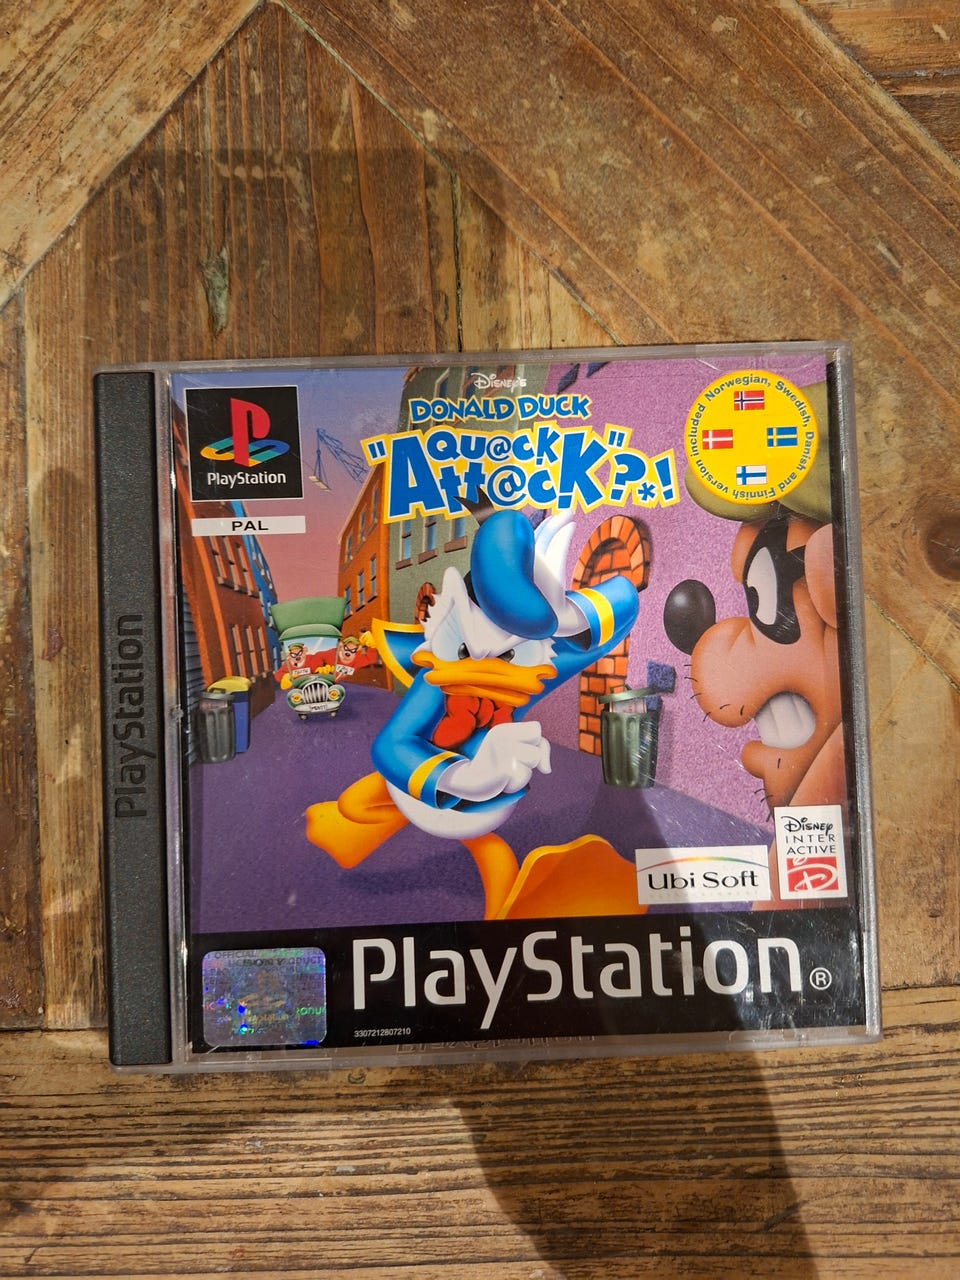 DISNEY'S
DONALD DUCK
"QU@CK
Att@cK"?*!
Norwegian, Swedish, Danish and Finnish version included
PlayStation
PAL
PlayStation
DISNEY
INTER
ACTIVE
Ubi Soft
ENTERTAINMENT
PlayStation®
3307212807210